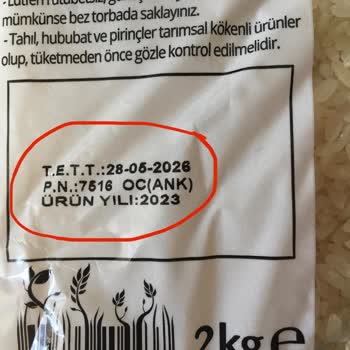 mümkünse bez torbada saklayınız.
- Tahıl, hububat ve pirinçler tarımsal kökenli ürünler
olup, tüketmeden önce gözle kontrol edilmelidir.
T.E.T.T.:28-05-2026
P.N.:7516 OC(ANK)
ÜRÜN YILI:2023
2kg e